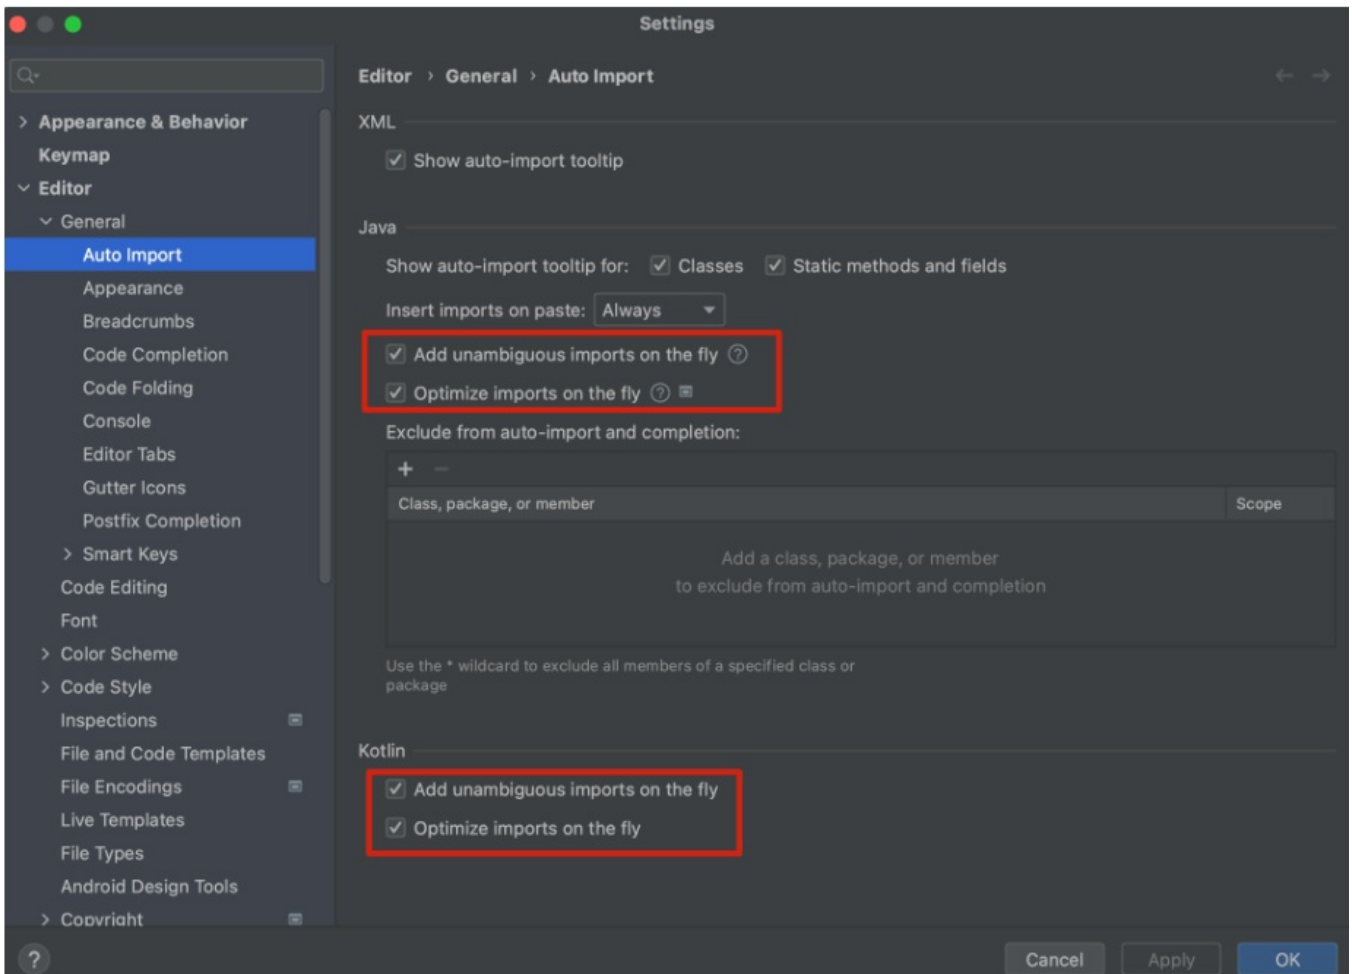 Settings
Appearance & Behavior
Keymap
Editor
General
Auto Import
Appearance
Breadcrumbs
Code Completion
Code Folding
Console
Editor Tabs
Gutter Icons
Postfix Completion
Smart Keys
Code Editing
Font
Color Scheme
Code Style
Inspections
File and Code Templates
File Encodings
Live Templates
File Types
Android Design Tools
Copyright
Editor › General › Auto Import
XML
Show auto-import tooltip
Java
Show auto-import tooltip for: Classes Static methods and fields
Insert imports on paste: Always
Add unambiguous imports on the fly ?
Optimize imports on the fly ?
Exclude from auto-import and completion:
+ −
Class, package, or member Scope
Add a class, package, or member
to exclude from auto-import and completion
Use the * wildcard to exclude all members of a specified class or
package
Kotlin
Add unambiguous imports on the fly
Optimize imports on the fly
? Cancel Apply OK